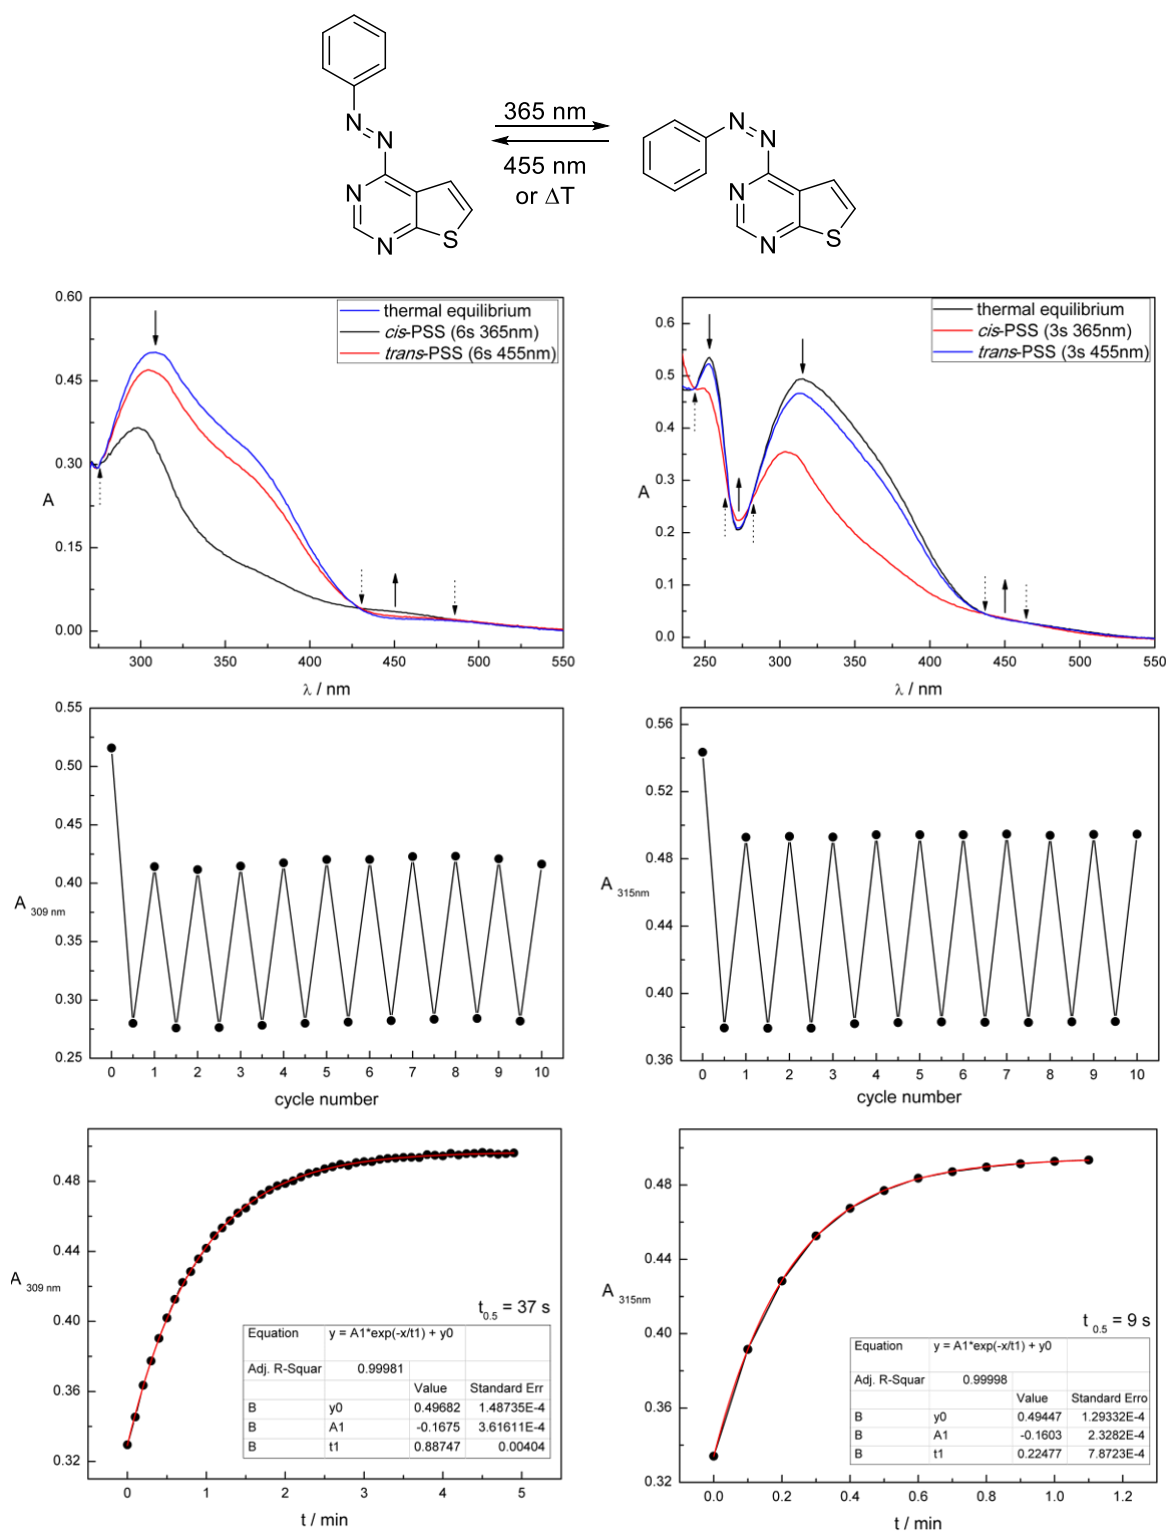 N
N
N
N
S
365 nm
455 nm
or ΔT
N
N
N
N
S
0.60
0.45
0.30
0.15
0.00
A
300
350
400
450
500
550
λ / nm
thermal equilibrium
cis-PSS (6s 365nm)
trans-PSS (6s 455nm)
0.6
0.5
0.4
0.3
0.2
0.1
0.0
A
250
300
350
400
450
500
550
λ / nm
thermal equilibrium
cis-PSS (3s 365nm)
trans-PSS (3s 455nm)
0.55
0.50
0.45
0.40
0.35
0.30
0.25
A 309 nm
0 1 2 3 4 5 6 7 8 9 10
cycle number
0.56
0.52
0.48
0.44
0.40
0.36
A 315nm
0 1 2 3 4 5 6 7 8 9 10
cycle number
0.48
0.44
0.40
0.36
0.32
A 309 nm
t0.5 = 37 s
Equation y = A1*exp(-x/t1) + y0
Adj. R-Squar 0.99981
Value Standard Err
B y0 0.49682 1.48735E-4
B A1 -0.1675 3.61611E-4
B t1 0.88747 0.00404
0 1 2 3 4 5
t / min
0.48
0.44
0.40
0.36
0.32
A 315nm
t0.5 = 9 s
Equation y = A1*exp(-x/t1) + y0
Adj. R-Squar 0.99998
Value Standard Erro
B y0 0.49447 1.29332E-4
B A1 -0.1603 2.3282E-4
B t1 0.22477 7.8723E-4
0.0 0.2 0.4 0.6 0.8 1.0 1.2
t / min